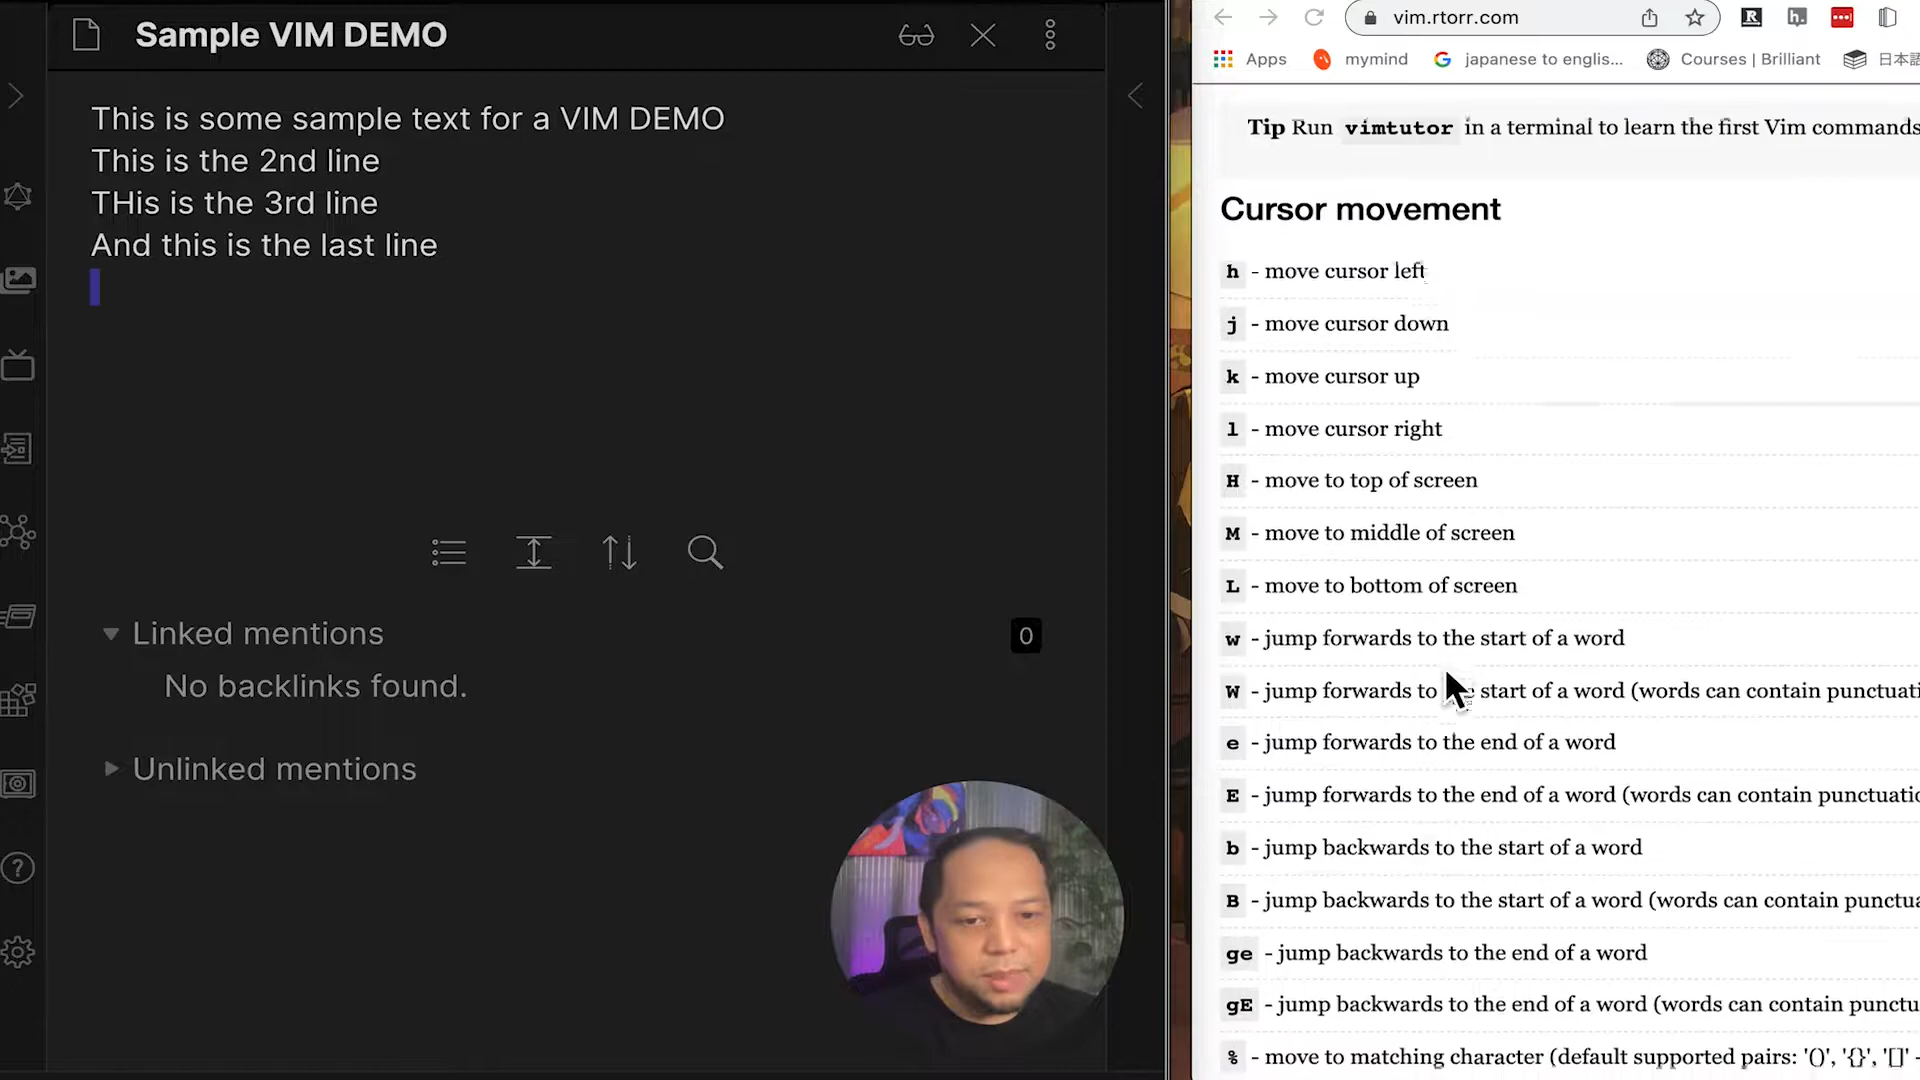 Sample VIM DEMO
This is some sample text for a VIM DEMO
This is the 2nd line
THis is the 3rd line
And this is the last line
Linked mentions
0
No backlinks found.
Unlinked mentions
vim.rtorr.com
Apps
mymind
japanese to englis...
Courses | Brilliant
日本
Tip Run vimtutor in a terminal to learn the first Vim commands
Cursor movement
h - move cursor left
j - move cursor down
k - move cursor up
l - move cursor right
H - move to top of screen
M - move to middle of screen
L - move to bottom of screen
w - jump forwards to the start of a word
W - jump forwards to the start of a word (words can contain punctuati
e - jump forwards to the end of a word
E - jump forwards to the end of a word (words can contain punctuatio
b - jump backwards to the start of a word
B - jump backwards to the start of a word (words can contain punctua
ge - jump backwards to the end of a word
gE - jump backwards to the end of a word (words can contain punctu
% - move to matching character (default supported pairs: '()', '{}', '[]' -